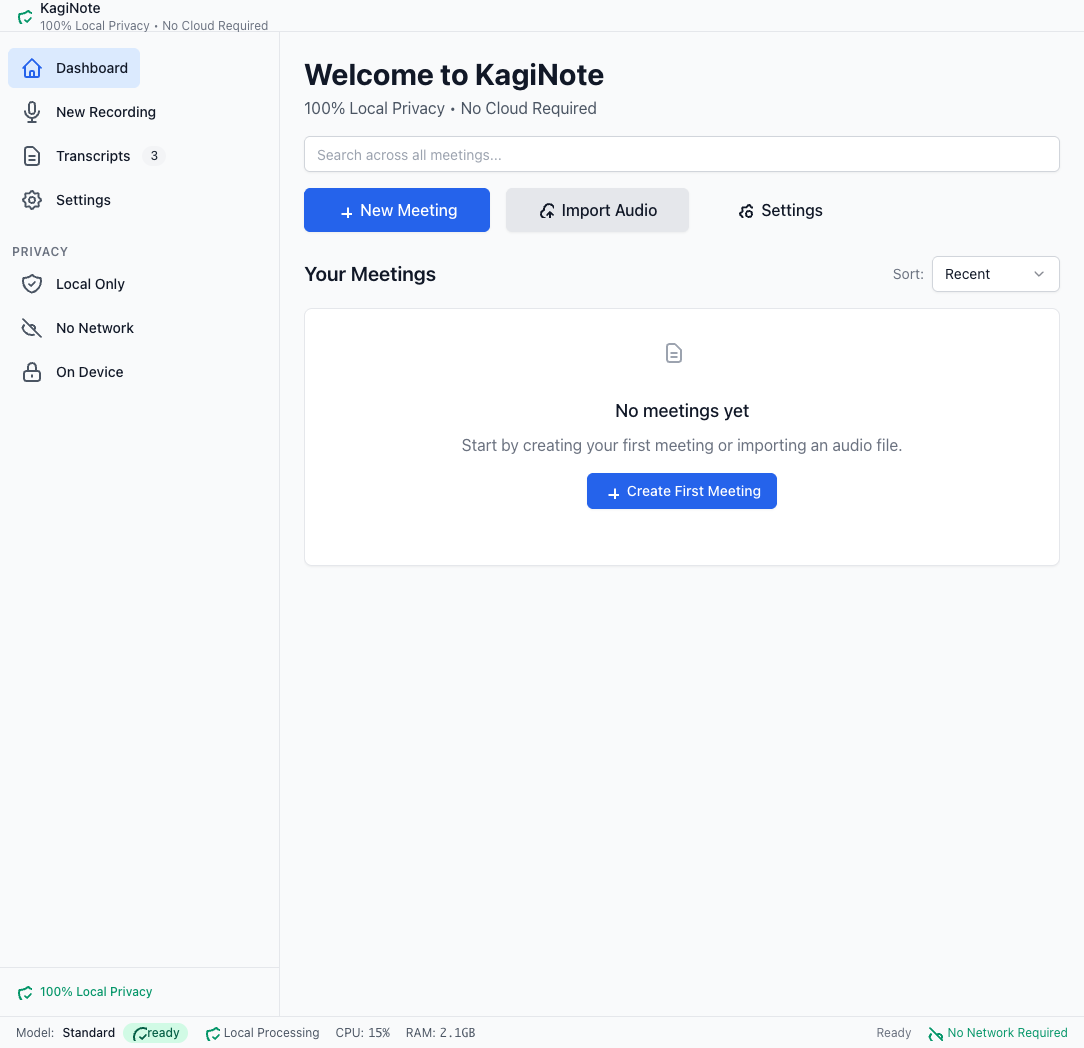 KagiNote
100% Local Privacy • No Cloud Required
Dashboard
New Recording
Transcripts 3
Settings
PRIVACY
Local Only
No Network
On Device
100% Local Privacy
Welcome to KagiNote
100% Local Privacy • No Cloud Required
Search across all meetings...
New Meeting Import Audio Settings
Your Meetings Sort: Recent
No meetings yet
Start by creating your first meeting or importing an audio file.
Create First Meeting
Model: Standard ready Local Processing CPU: 15% RAM: 2.1GB Ready No Network Required